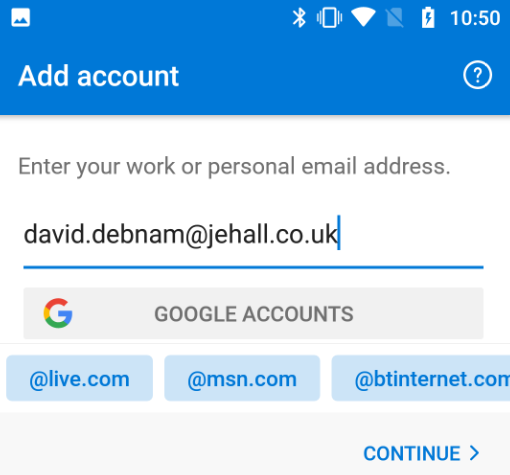 10:50
Add account
Enter your work or personal email address.
david.debnam@jehall.co.uk
GOOGLE ACCOUNTS
@live.com @msn.com @btinternet.com
CONTINUE